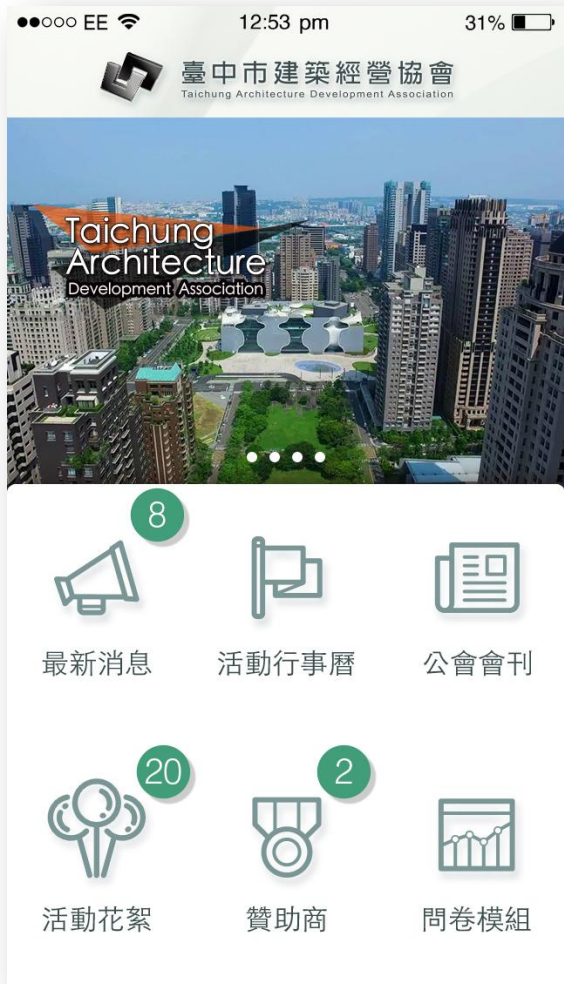 EE 12:53 pm 31%
臺中市建築經營協會
Taichung Architecture Development Association
Taichung
Architecture
Development Association
8
最新消息 活動行事曆 公會會刊
20 2
活動花絮 贊助商 問卷模組